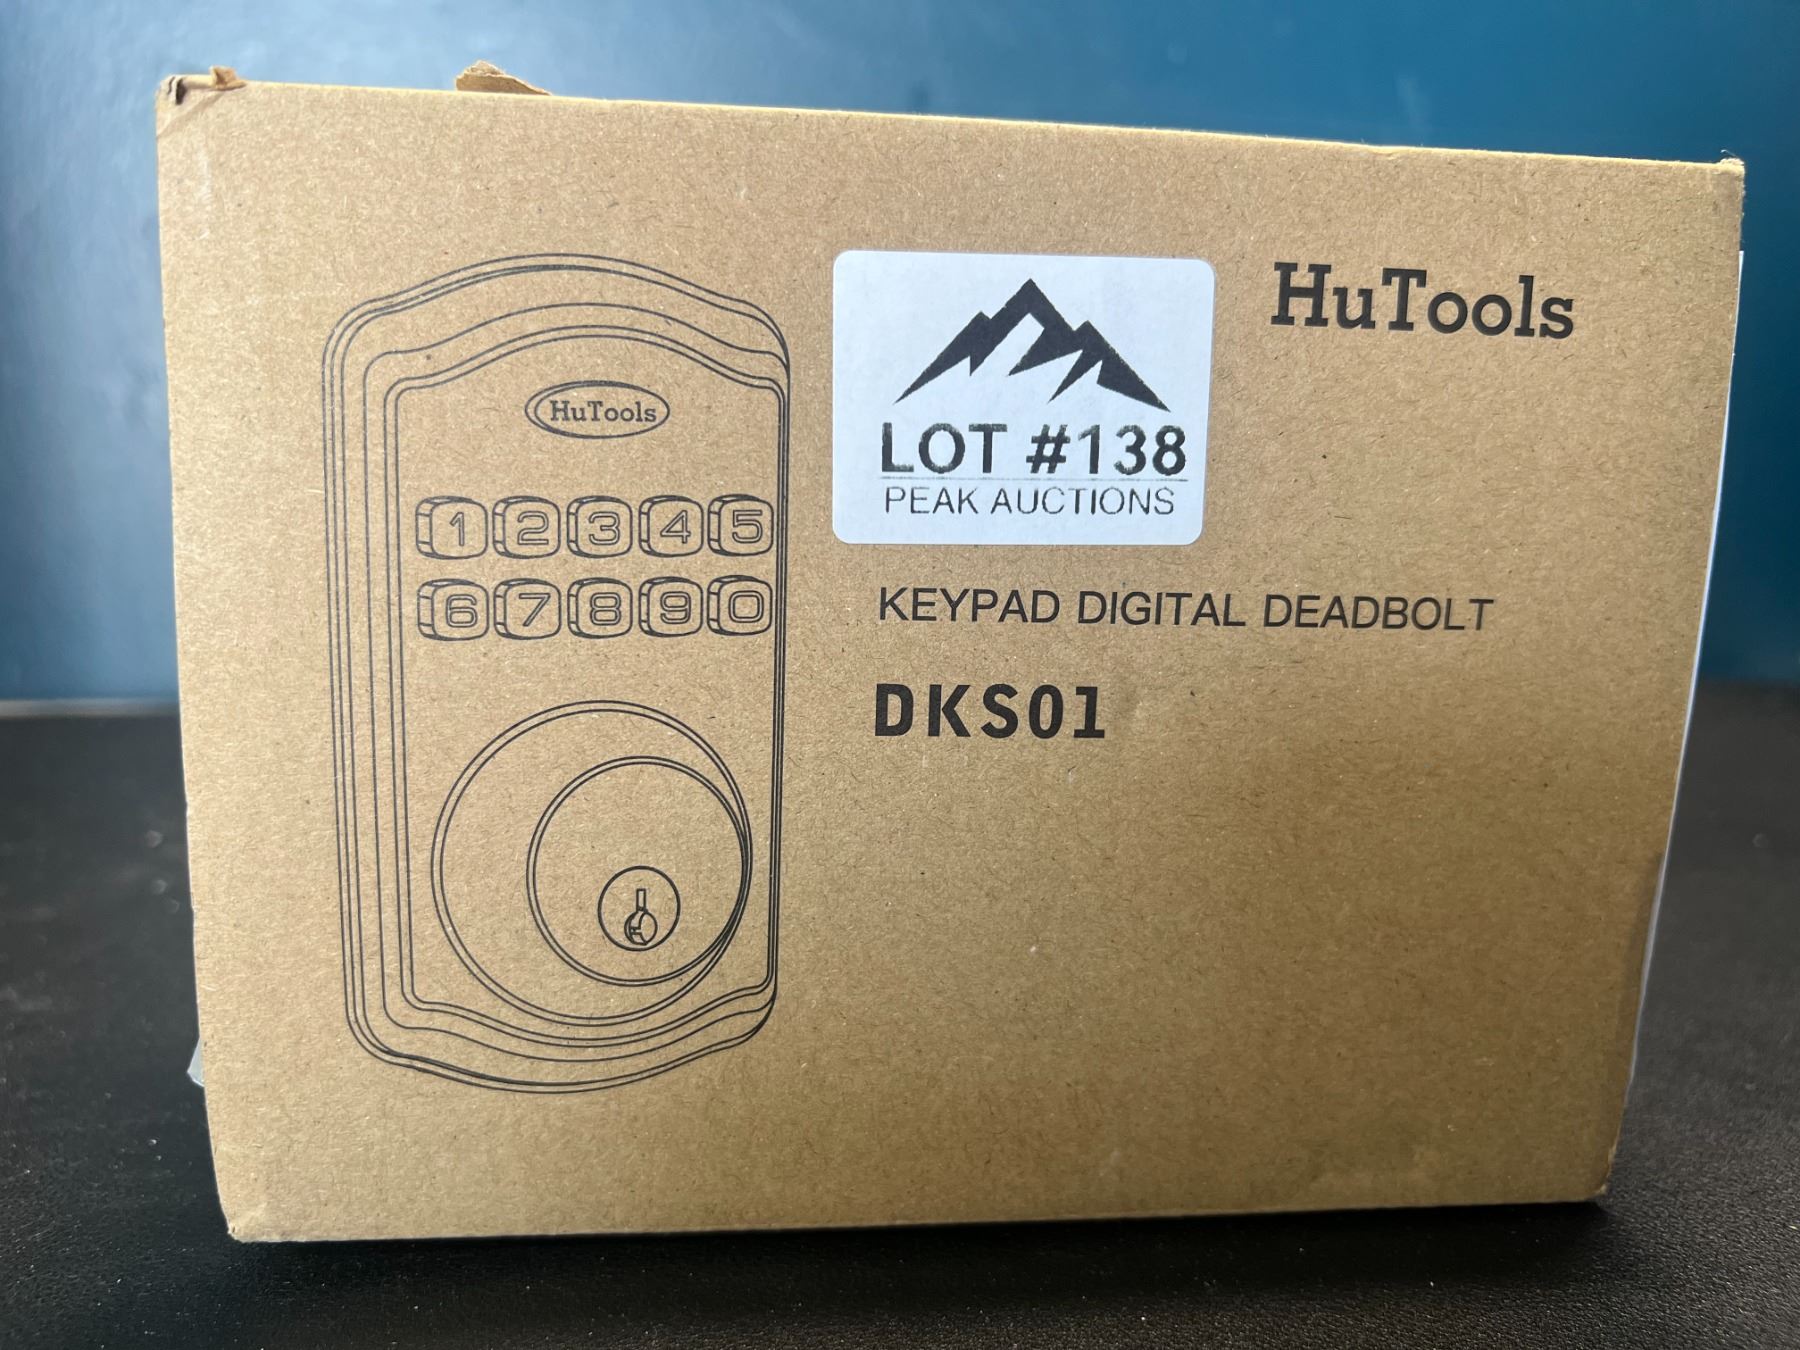 HuTools
LOT #138
PEAK AUCTIONS
HuTools
1 2 3 4 5
6 7 8 9 0
KEYPAD DIGITAL DEADBOLT
DKS01